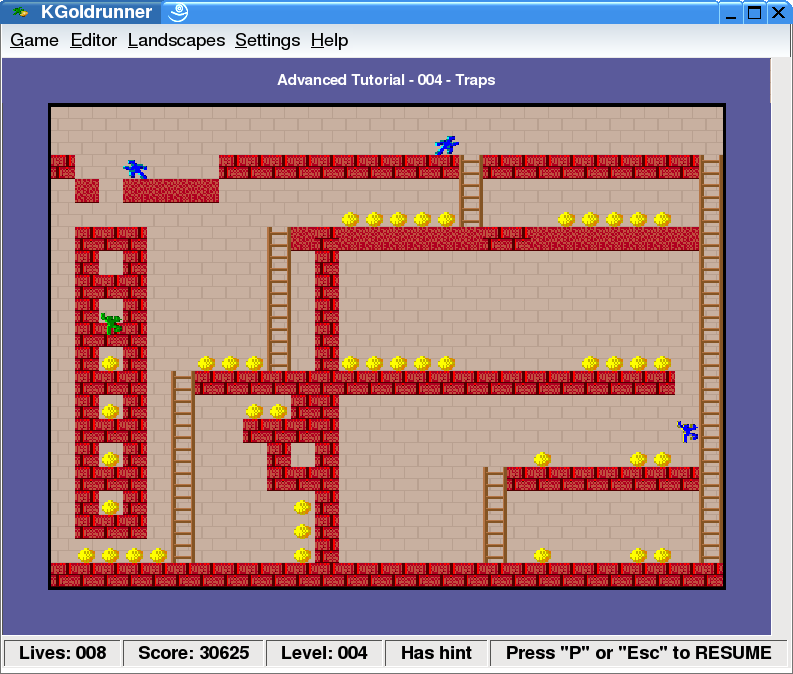 KGoldrunner
Game Editor Landscapes Settings Help
Advanced Tutorial - 004 - Traps
Lives: 008 Score: 30625 Level: 004 Has hint Press "P" or "Esc" to RESUME